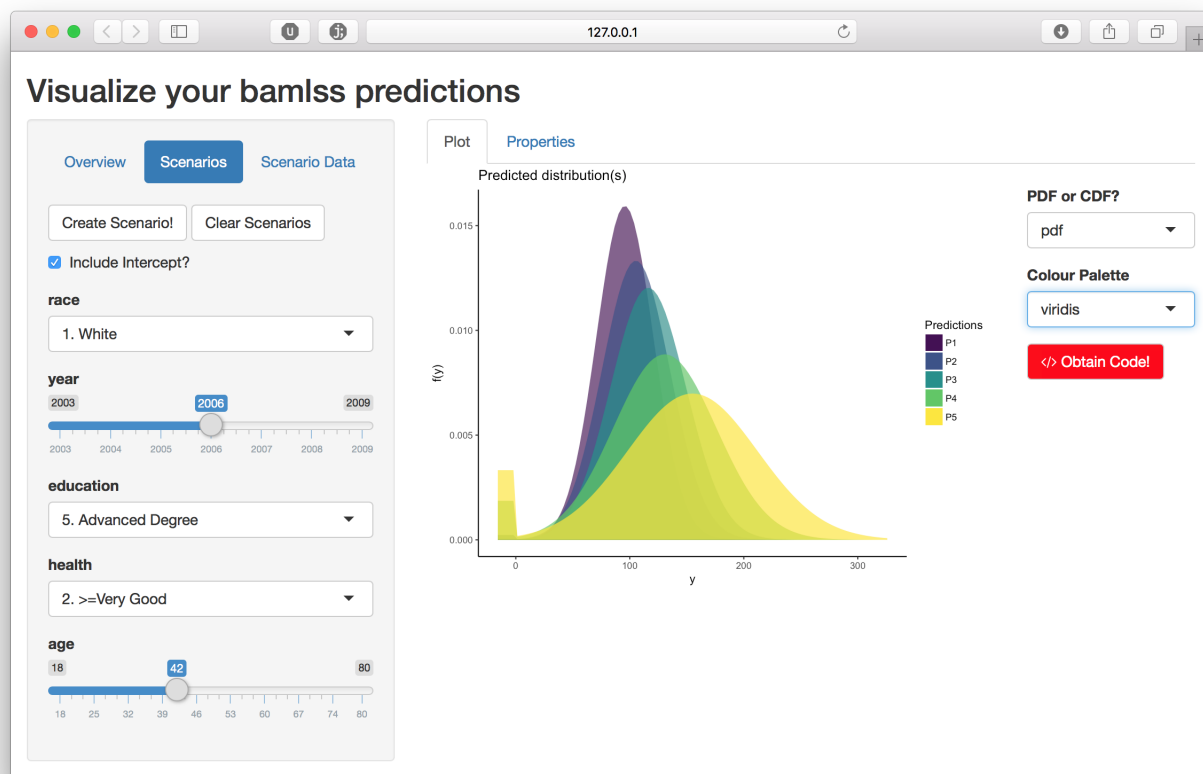 127.0.0.1
Visualize your bamlss predictions
Overview Scenarios Scenario Data
Create Scenario! Clear Scenarios
Include Intercept?
race
1. White
year
2003 2006 2009
2003 2004 2005 2006 2007 2008 2009
education
5. Advanced Degree
health
2. >=Very Good
age
18 42 80
18 25 32 39 46 53 60 67 74 80
Plot Properties
Predicted distribution(s)
0.015
0.010
0.005
0.000
f(y)
0 100 200 300
y
Predictions
P1
P2
P3
P4
P5
PDF or CDF?
pdf
Colour Palette
viridis
</> Obtain Code!